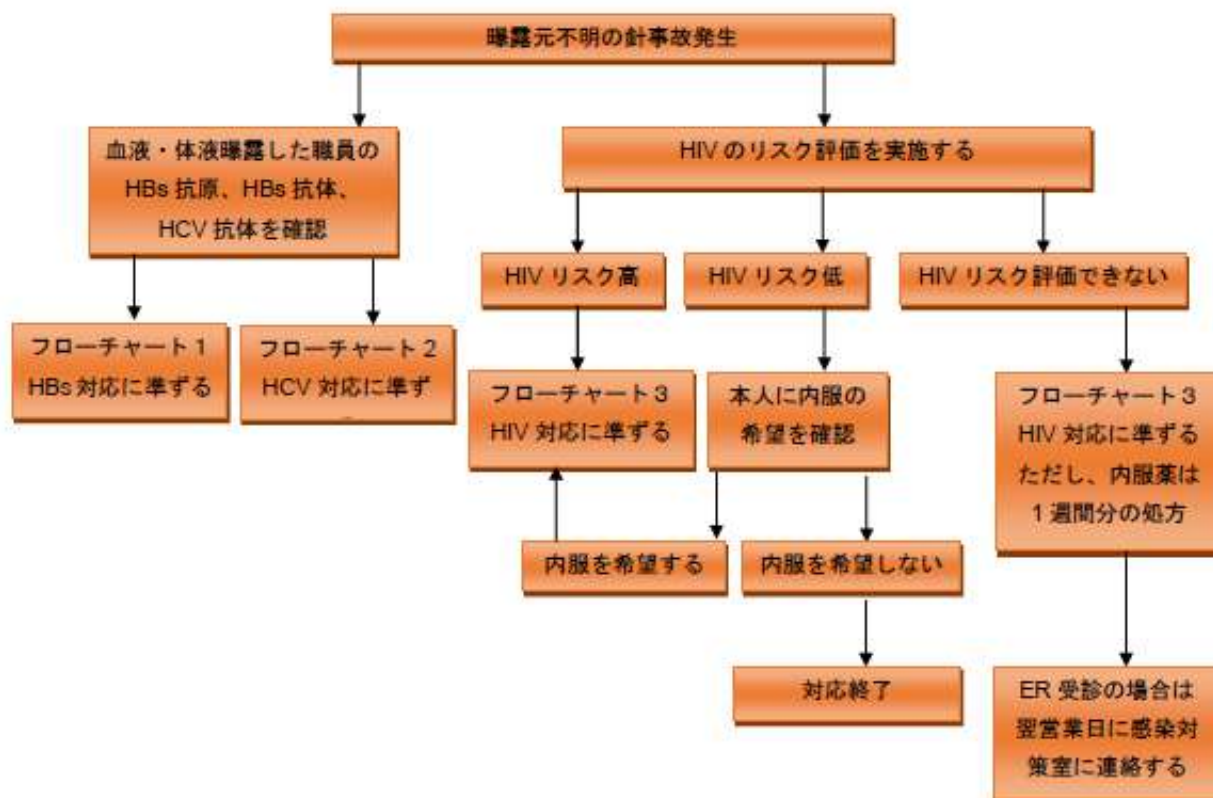 曝露元不明の針事故発生
血液・体液曝露した職員の
HBs 抗原、HBs 抗体、
HCV 抗体を確認
HIV のリスク評価を実施する
HIV リスク高
HIV リスク低
HIV リスク評価できない
フローチャート1
HBs 対応に準ずる
フローチャート2
HCV 対応に準ず
フローチャート3
HIV 対応に準ずる
本人に内服の
希望を確認
フローチャート3
HIV 対応に準ずる
ただし、内服薬は
1 週間分の処方
内服を希望する
内服を希望しない
対応終了
ER 受診の場合は
翌営業日に感染対
策室に連絡する